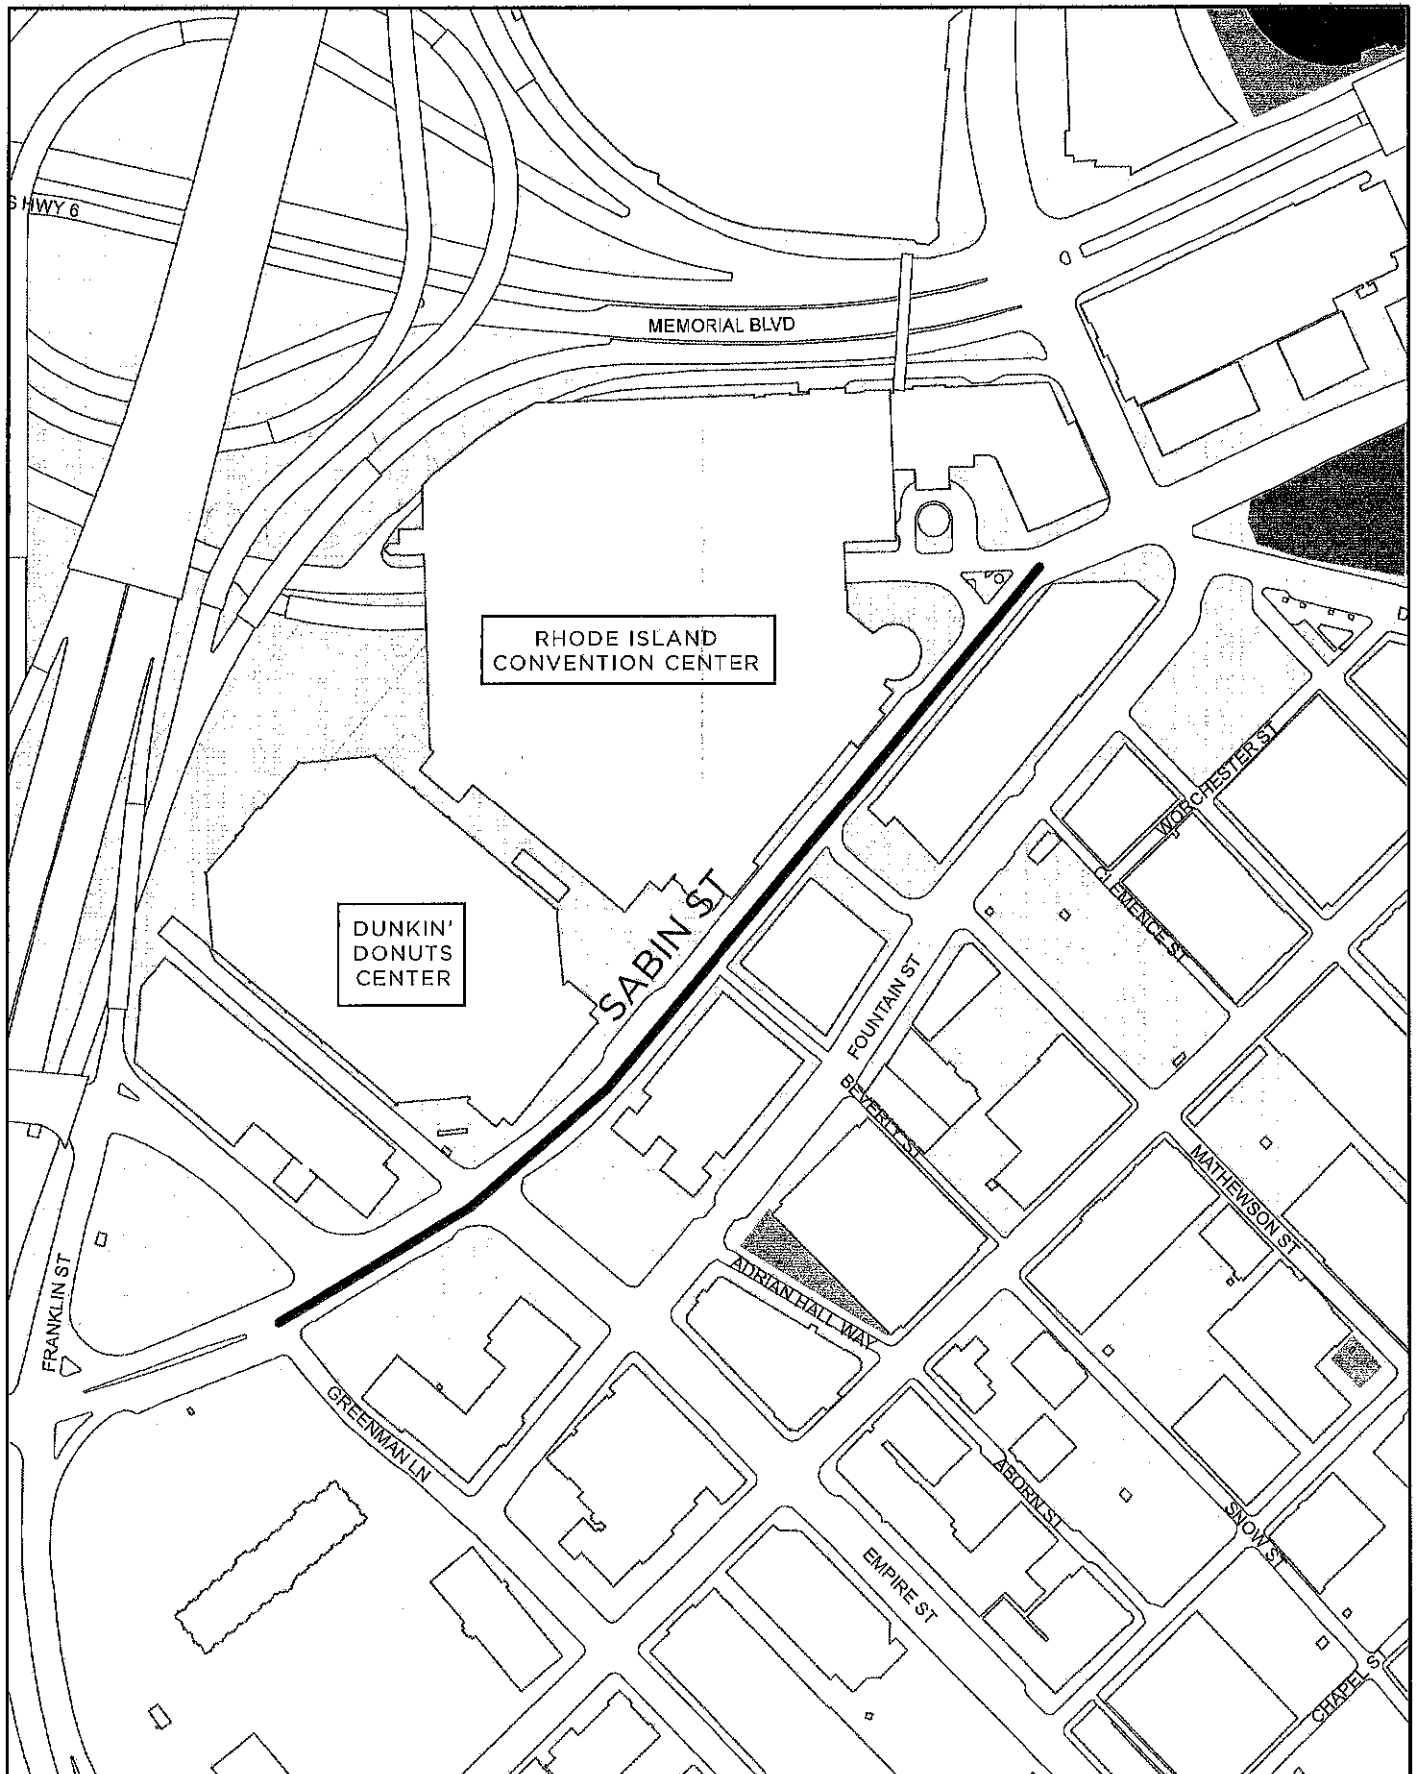 S HWY 6
MEMORIAL BLVD
RHODE ISLAND
CONVENTION CENTER
WORCHESTER ST
CLEMENCE ST
DUNKIN'
DONUTS
CENTER
SABIN ST
FOUNTAIN ST
BEVERLY ST
MATHEWSON ST
ADRIAN HALL WAY
FRANKLIN ST
GREENMAN LN
ABORN ST
SNOW ST
EMPIRE ST
CHAPEL ST